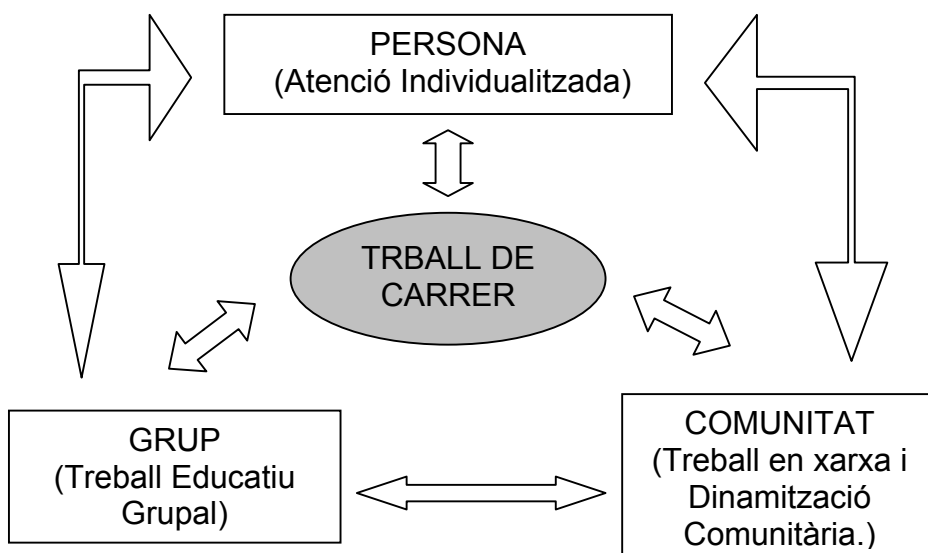 PERSONA
(Atenció Individualitzada)
TRBALL DE
CARRER
GRUP
(Treball Educatiu
Grupal)
COMUNITAT
(Treball en xarxa i
Dinamització
Comunitària.)